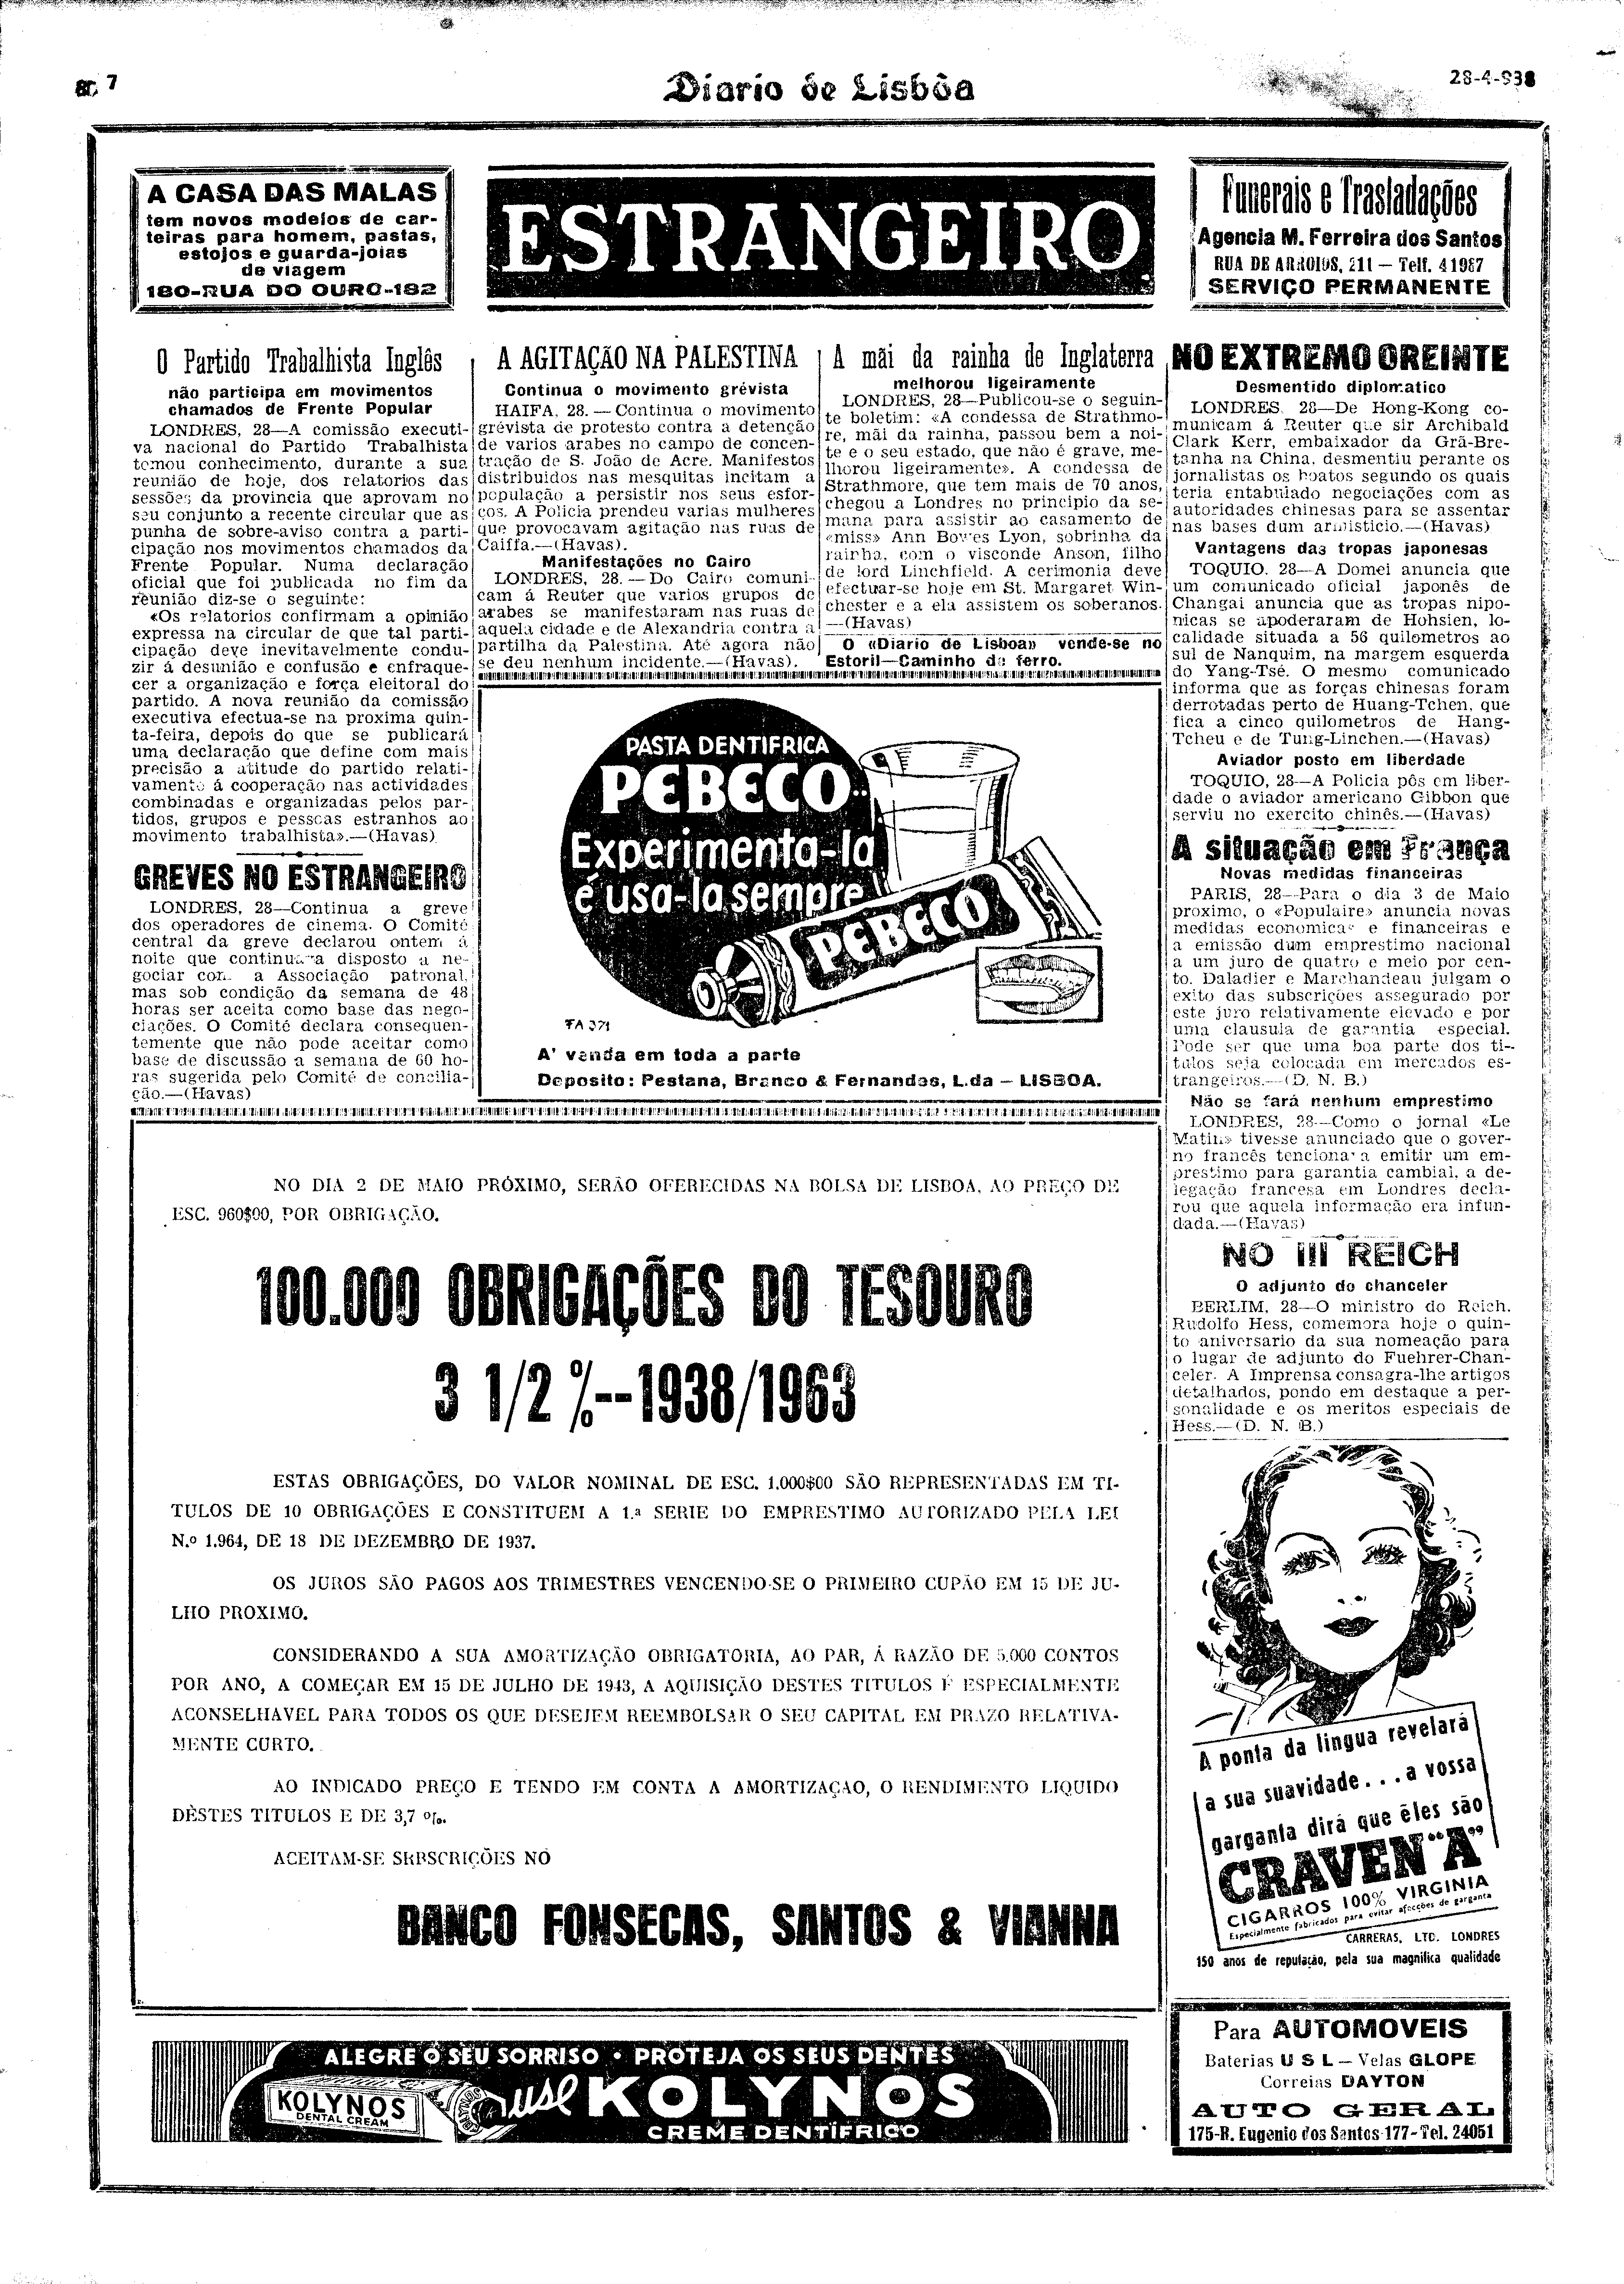 7
Diario de Lisbôa
28-4-938
A CASA DAS MALAS
tem novos modelos de car-
teiras para homem, pastas,
estojos e guarda-joias
de viagem
180-RUA DO OURO-182
ESTRANGEIRO
Funerais e Trasladações
Agencia M. Ferreira dos Santos
RUA DE ARROIOS, 211 — Telf. 41967
SERVIÇO PERMANENTE
O Partido Trabalhista Inglês
não participa em movimentos
chamados de Frente Popular
LONDRES, 28—A comissão executi-
va nacional do Partido Trabalhista
tomou conhecimento, durante a sua
reunião de hoje, dos relatorios das
sessões da provincia que aprovam no
seu conjunto a recente circular que as
punha de sobre-aviso contra a parti-
cipação nos movimentos chamados da
Frente Popular. Numa declaração
oficial que foi publicada no fim da
reunião diz-se o seguinte:
«Os relatorios confirmam a opinião
expressa na circular de que tal parti-
cipação deve inevitavelmente condu-
zir á desunião e confusão e enfraque-
cer a organização e força eleitoral do
partido. A nova reunião da comissão
executiva efectua-se na proxima quin-
ta-feira, depois do que se publicará
uma declaração que define com mais
precisão a atitude do partido relati-
vamente á cooperação nas actividades
combinadas e organizadas pelos par-
tidos, grupos e pessoas estranhos ao
movimento trabalhista».—(Havas)
GREVES NO ESTRANGEIRO
LONDRES, 28—Continua a greve
dos operadores de cinema. O Comité
central da greve declarou ontem á
noite que continuava disposto a ne-
gociar com a Associação patronal,
mas sob condição da semana de 48
horas ser aceita como base das nego-
ciações. O Comité declara consequen-
temente que não pode aceitar como
base de discussão a semana de 60 ho-
ras sugerida pelo Comité de concilia-
ção.—(Havas)
A AGITAÇÃO NA PALESTINA
Continua o movimento grévista
HAIFA, 28.—Continua o movimento
grévista de protesto contra a detenção
de varios arabes no campo de concen-
tração de S. João de Acre. Manifestos
distribuidos nas mesquitas incitam a
população a persistir nos seus esfor-
ços. A Policia prendeu varias mulheres
que provocavam agitação nas ruas de
Caiffa.—(Havas).
Manifestações no Cairo
LONDRES, 28.—Do Cairo comuni-
cam á Reuter que varios grupos de
arabes se manifestaram nas ruas de
aquela cidade e de Alexandria contra a
partilha da Palestina. Até agora não
se deu nenhum incidente.—(Havas).
A mãi da rainha de Inglaterra
melhorou ligeiramente
LONDRES, 28—Publicou-se o seguin-
te boletim: «A condessa de Strathmo-
re, mãi da rainha, passou bem a noi-
te e o seu estado, que não é grave, me-
lhorou ligeiramente». A condessa de
Strathmore, que tem mais de 70 anos,
chegou a Londres no principio da se-
mana para assistir ao casamento de
«miss» Ann Bowes Lyon, sobrinha da
rainha, com o visconde Anson, filho
de lord Linchfield. A cerimonia deve
efectuar-se hoje em St. Margaret Win-
chester e a ela assistem os soberanos.
—(Havas)
O «Diario de Lisboa» vende-se no
Estoril—Caminho de ferro.
PASTA DENTIFRICA
PEBECO
Experimenta-la
é usa-la sempre
PEBECO
FA 371
A' venda em toda a parte
Deposito: Pestana, Branco & Fernandes, L.da — LISBOA.
NO EXTREMO OREINTE
Desmentido diplomatico
LONDRES, 28—De Hong-Kong co-
municam á Reuter que sir Archibald
Clark Kerr, embaixador da Grã-Bre-
tanha na China, desmentiu perante os
jornalistas os boatos segundo os quais
teria entabulado negociações com as
autoridades chinesas para se assentar
nas bases dum armisticio.—(Havas)
Vantagens das tropas japonesas
TOQUIO, 28—A Domei anuncia que
um comunicado oficial japonês de
Changai anuncia que as tropas nipo-
nicas se apoderaram de Hohsien, lo-
calidade situada a 56 quilometros ao
sul de Nanquim, na margem esquerda
do Yang-Tsé. O mesmo comunicado
informa que as forças chinesas foram
derrotadas perto de Huang-Tchen, que
fica a cinco quilometros de Hang-
Tcheu e de Tung-Linchen.—(Havas)
Aviador posto em liberdade
TOQUIO, 28—A Policia pôs em liber-
dade o aviador americano Gibbon que
serviu no exercito chinês.—(Havas)
A situação em França
Novas medidas financeiras
PARIS, 28—Para o dia 3 de Maio
proximo, o «Populaire» anuncia novas
medidas economicas e financeiras e
a emissão dum emprestimo nacional
a um juro de quatro e meio por cen-
to. Daladier e Marchandeau julgam o
exito das subscrições assegurado por
este juro relativamente elevado e por
uma clausula de garantia especial.
Pode ser que uma boa parte dos ti-
tulos seja colocada em mercados es-
trangeiros.—(D. N. B.)
Não se fará nenhum emprestimo
LONDRES, 28—Como o jornal «Le
Matin» tivesse anunciado que o gover-
no francês tencionava emitir um em-
prestimo para garantia cambial, a de-
legação francesa em Londres decla-
rou que aquela informação era infun-
dada.—(Havas)
NO III REICH
O adjunto do chanceler
BERLIM, 28—O ministro do Reich,
Rudolfo Hess, comemora hoje o quin-
to aniversario da sua nomeação para
o lugar de adjunto do Fuehrer-Chan-
celer. A Imprensa consagra-lhe artigos
detalhados, pondo em destaque a per-
sonalidade e os meritos especiais de
Hess.—(D. N. B.)
NO DIA 2 DE MAIO PRÓXIMO, SERÃO OFERECIDAS NA BOLSA DE LISBOA, AO PREÇO DE
ESC. 960$00, POR OBRIGAÇÃO.
100.000 OBRIGAÇÕES DO TESOURO
3 1/2 %--1938/1963
ESTAS OBRIGAÇÕES, DO VALOR NOMINAL DE ESC. 1.000$00 SÃO REPRESENTADAS EM TI-
TULOS DE 10 OBRIGAÇÕES E CONSTITUEM A 1.ª SERIE DO EMPRESTIMO AUTORIZADO PELA LEI
N.º 1.964, DE 18 DE DEZEMBRO DE 1937.
OS JUROS SÃO PAGOS AOS TRIMESTRES VENCENDO-SE O PRIMEIRO CUPÃO EM 15 DE JU-
LHO PROXIMO.
CONSIDERANDO A SUA AMORTIZAÇÃO OBRIGATORIA, AO PAR, Á RAZÃO DE 5.000 CONTOS
POR ANO, A COMEÇAR EM 15 DE JULHO DE 1943, A AQUISIÇÃO DESTES TITULOS É ESPECIALMENTE
ACONSELHAVEL PARA TODOS OS QUE DESEJEM REEMBOLSAR O SEU CAPITAL EM PRAZO RELATIVA-
MENTE CURTO.
AO INDICADO PREÇO E TENDO EM CONTA A AMORTIZAÇÃO, O RENDIMENTO LIQUIDO
DÊSTES TITULOS E DE 3,7 %.
ACEITAM-SE SRBSCRIÇÕES NO
BANCO FONSECAS, SANTOS & VIANNA
A ponta da lingua revelará
a sua suavidade... a vossa
garganta dirá que êles são
CRAVEN "A"
CIGARROS 100% VIRGINIA
Especialmente fabricados para evitar afecções de garganta
CARRERAS, LTD. LONDRES
150 anos de reputação, pela sua magnifica qualidade
ALEGRE O SEU SORRISO • PROTEJA OS SEUS DENTES
KOLYNOS
DENTAL CREAM
use KOLYNOS
CREME DENTÍFRICO
Para AUTOMOVEIS
Baterias U S L — Velas GLOPE
Correias DAYTON
AUTO GERAL
175-R. Eugenio dos Santos-177-Tel. 24051